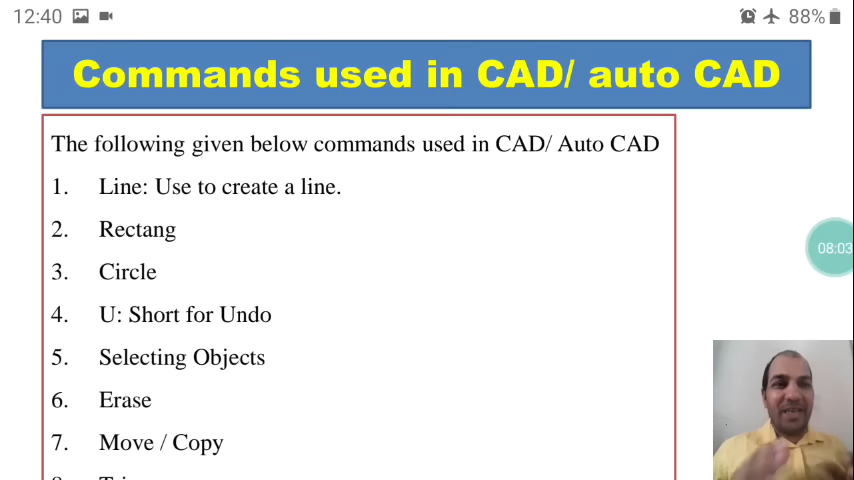 12:40
88%
Commands used in CAD/ auto CAD
The following given below commands used in CAD/ Auto CAD
1. Line: Use to create a line.
2. Rectang
3. Circle
08:03
4. U: Short for Undo
5. Selecting Objects
6. Erase
7. Move / Copy